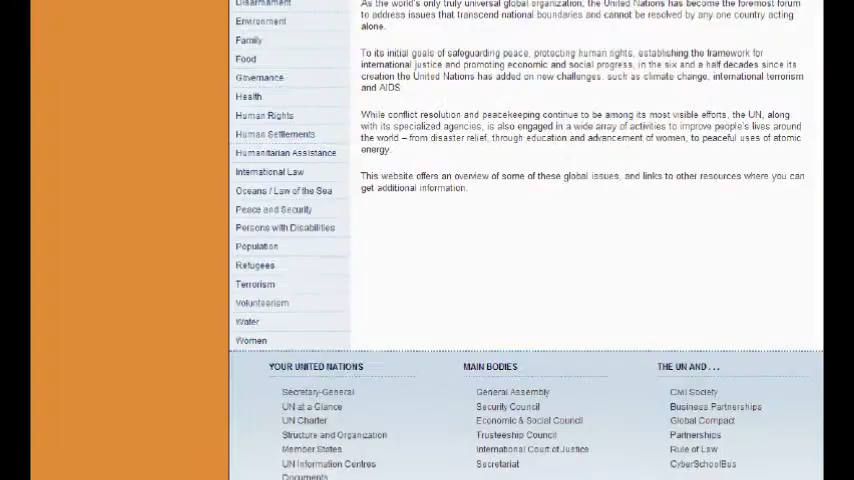 Disarmament
Environment
Family
Food
Governance
Health
Human Rights
Human Settlements
Humanitarian Assistance
International Law
Oceans / Law of the Sea
Peace and Security
Persons with Disabilities
Population
Refugees
Terrorism
Volunteerism
Water
Women
As the world's only truly universal global organization, the United Nations has become the foremost forum
to address issues that transcend national boundaries and cannot be resolved by any one country acting
alone.
To its initial goals of safeguarding peace, protecting human rights, establishing the framework for
international justice and promoting economic and social progress, in the six and a half decades since its
creation the United Nations has added on new challenges, such as climate change, international terrorism
and AIDS.
While conflict resolution and peacekeeping continue to be among its most visible efforts, the UN, along
with its specialized agencies, is also engaged in a wide array of activities to improve people's lives around
the world – from disaster relief, through education and advancement of women, to peaceful uses of atomic
energy.
This website offers an overview of some of these global issues, and links to other resources where you can
get additional information.
YOUR UNITED NATIONS
Secretary-General
UN at a Glance
UN Charter
Structure and Organization
Member States
UN Information Centres
Documents
MAIN BODIES
General Assembly
Security Council
Economic & Social Council
Trusteeship Council
International Court of Justice
Secretariat
THE UN AND . . .
Civil Society
Business Partnerships
Global Compact
Partnerships
Rule of Law
CyberSchoolBus